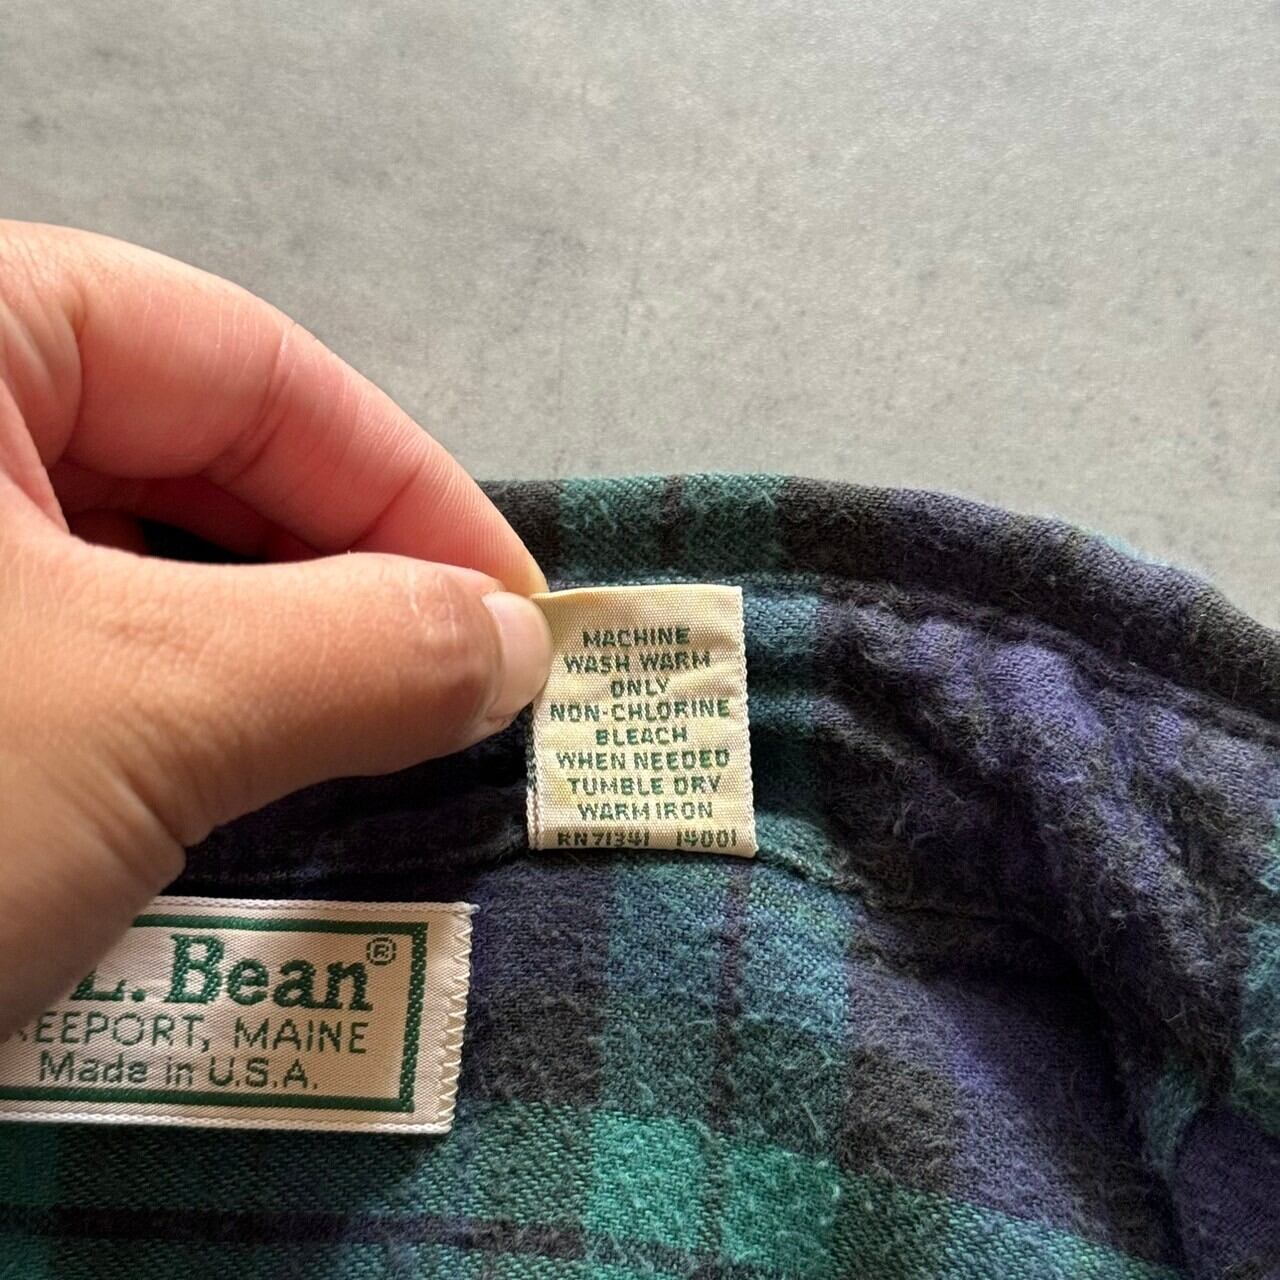 MACHINE
WASH WARM
ONLY
NON-CHLORINE
BLEACH
WHEN NEEDED
TUMBLE DRY
WARM IRON
RN 71341 14001
L. Bean®
REEPORT, MAINE
Made in U.S.A.